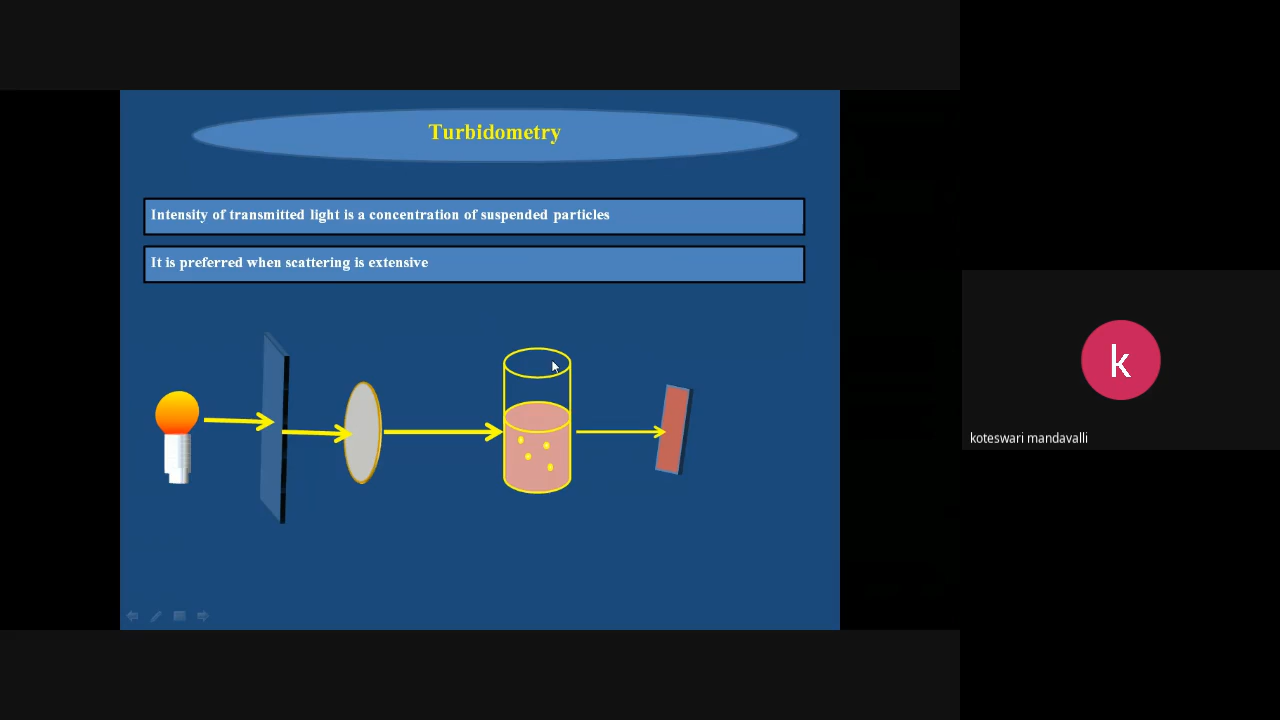 Turbidometry
Intensity of transmitted light is a concentration of suspended particles
It is preferred when scattering is extensive
k
koteswari mandavalli